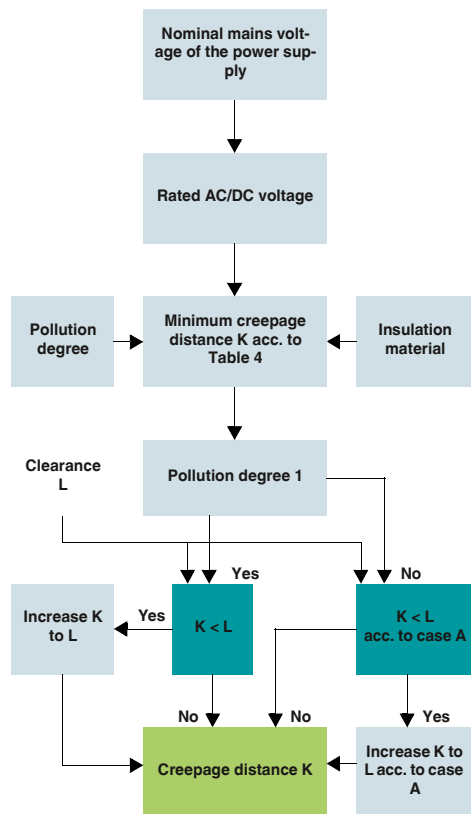 Nominal mains volt-
age of the power sup-
ply
Rated AC/DC voltage
Pollution
degree
Minimum creepage
distance K acc. to
Table 4
Insulation
material
Clearance
L
Pollution degree 1
Yes
No
Increase K
to L
Yes
K < L
K < L
acc. to case A
No
No
Yes
Creepage distance K
Increase K to
L acc. to case
A